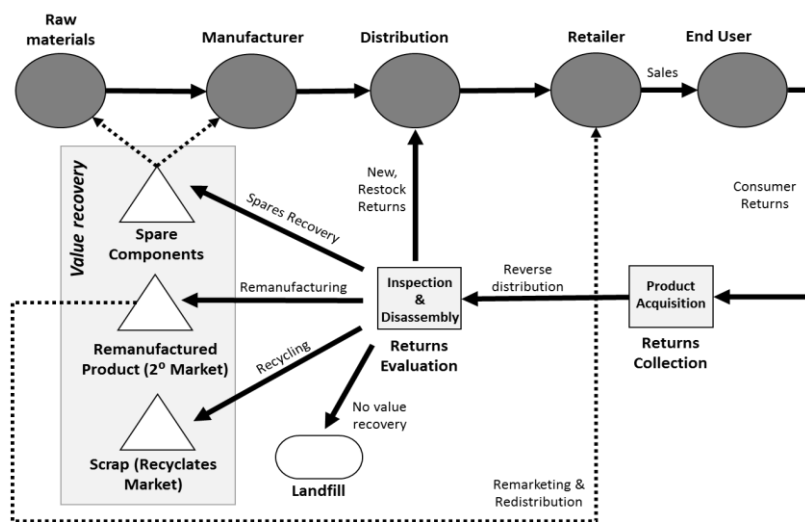 Raw
materials
Manufacturer
Distribution
Retailer
End User
Sales
Value recovery
Spare
Components
Spares Recovery
New,
Restock
Returns
Consumer
Returns
Remanufacturing
Inspection
&
Disassembly
Reverse
distribution
Product
Acquisition
Remanufactured
Product (2º Market)
Recycling
Returns
Evaluation
Returns
Collection
No value
recovery
Scrap (Recyclates
Market)
Landfill
Remarketing &
Redistribution